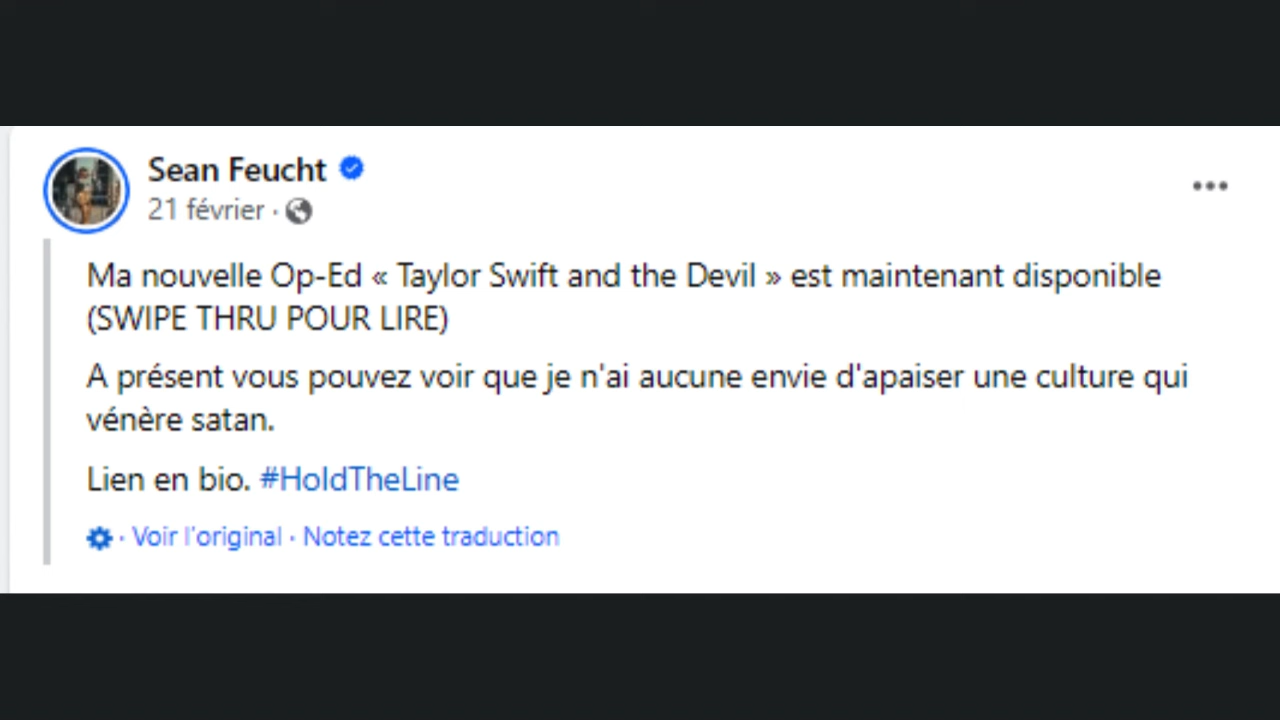 Sean Feucht
21 février ·
Ma nouvelle Op-Ed « Taylor Swift and the Devil » est maintenant disponible
(SWIPE THRU POUR LIRE)
A présent vous pouvez voir que je n'ai aucune envie d'apaiser une culture qui
vénère satan.
Lien en bio. #HoldTheLine
· Voir l'original · Notez cette traduction